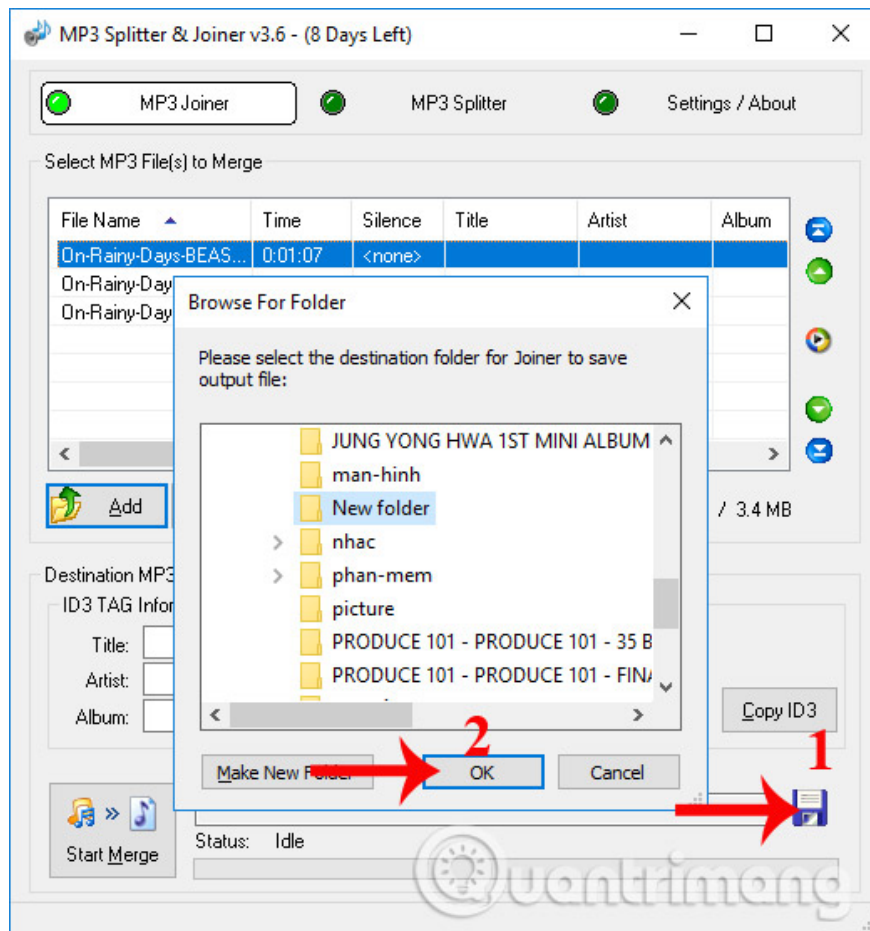 MP3 Splitter & Joiner v3.6 - (8 Days Left)
MP3 Joiner MP3 Splitter Settings / About
Select MP3 File(s) to Merge
File Name Time Silence Title Artist Album
On-Rainy-Days-BEAS... 0:01:07 <none>
On-Rainy-Day
On-Rainy-Day
Browse For Folder
Please select the destination folder for Joiner to save
output file:
JUNG YONG HWA 1ST MINI ALBUM
man-hinh
New folder
nhac
phan-mem
picture
PRODUCE 101 - PRODUCE 101 - 35 B
PRODUCE 101 - PRODUCE 101 - FINA
Add / 3.4 MB
Destination MP3
ID3 TAG Infor
Title:
Artist:
Album:
Copy ID3
2
1
Make New Folder OK Cancel
Start Merge
Status: Idle
Quantrimang